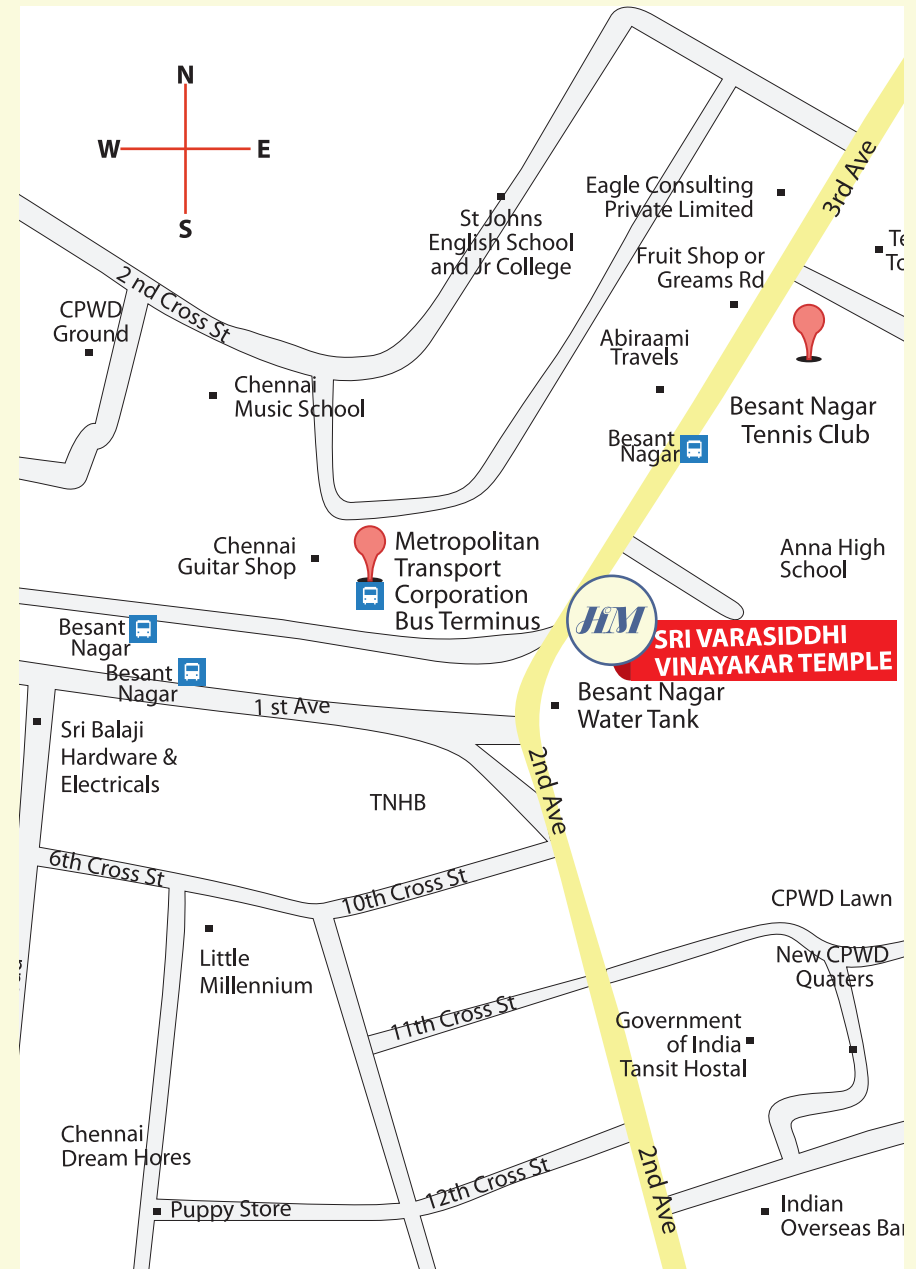 N
W
E
S
3rd Ave
Eagle Consulting
Private Limited
St Johns
English School
and Jr College
Fruit Shop or
Greams Rd
2 nd Cross St
CPWD
Ground
Abiraami
Travels
Chennai
Music School
Besant Nagar
Tennis Club
Besant
Nagar
Chennai
Guitar Shop
Metropolitan
Transport
Corporation
Bus Terminus
Anna High
School
HM
SRI VARASIDDHI
VINAYAKAR TEMPLE
Besant
Nagar
Besant
Nagar
1 st Ave
Besant Nagar
Water Tank
Sri Balaji
Hardware &
Electricals
2nd Ave
TNHB
6th Cross St
10th Cross St
CPWD Lawn
Little
Millennium
New CPWD
Quaters
11th Cross St
Government
of India
Tansit Hostal
Chennai
Dream Hores
12th Cross St
2nd Ave
Puppy Store
Indian
Overseas